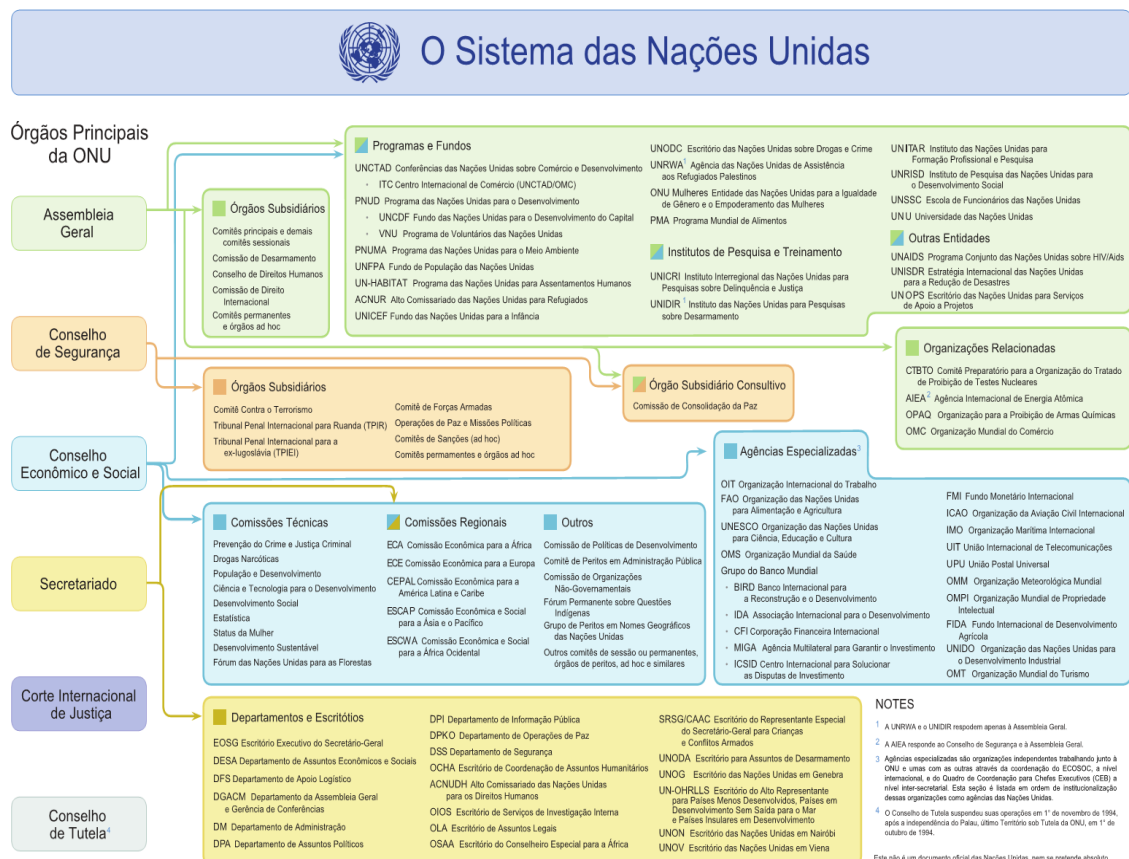 O Sistema das Nações Unidas
Órgãos Principais
da ONU
Assembleia
Geral
Conselho
de Segurança
Conselho
Econômico e Social
Secretariado
Corte Internacional
de Justiça
Conselho
de Tutela4
Programas e Fundos
UNCTAD Conferências das Nações Unidas sobre Comércio e Desenvolvimento
• ITC Centro Internacional de Comércio (UNCTAD/OMC)
PNUD Programa das Nações Unidas para o Desenvolvimento
• UNCDF Fundo das Nações Unidas para o Desenvolvimento do Capital
• VNU Programa de Voluntários das Nações Unidas
PNUMA Programa das Nações Unidas para o Meio Ambiente
UNFPA Fundo de População das Nações Unidas
UN-HABITAT Programa das Nações Unidas para Assentamentos Humanos
ACNUR Alto Comissariado das Nações Unidas para Refugiados
UNICEF Fundo das Nações Unidas para a Infância
UNODC Escritório das Nações Unidas sobre Drogas e Crime
UNRWA1 Agência das Nações Unidas de Assistência
aos Refugiados Palestinos
ONU Mulheres Entidade das Nações Unidas para a Igualdade
de Gênero e o Empoderamento das Mulheres
PMA Programa Mundial de Alimentos
Institutos de Pesquisa e Treinamento
UNICRI Instituto Interregional das Nações Unidas para
Pesquisas sobre Delinquência e Justiça
UNIDIR 1 Instituto das Nações Unidas para Pesquisas
sobre Desarmamento
UNITAR Instituto das Nações Unidas para
Formação Profissional e Pesquisa
UNRISD Instituto de Pesquisa das Nações Unidas para
o Desenvolvimento Social
UNSSC Escola de Funcionários das Nações Unidas
UNU Universidade das Nações Unidas
Outras Entidades
UNAIDS Programa Conjunto das Nações Unidas sobre HIV/Aids
UNISDR Estratégia Internacional das Nações Unidas
para a Redução de Desastres
UNOPS Escritório das Nações Unidas para Serviços
de Apoio a Projetos
Órgãos Subsidiários
Comitês principais e demais
comitês sessionais
Comissão de Desarmamento
Conselho de Direitos Humanos
Comissão de Direito
Internacional
Comitês permanentes
e órgãos ad hoc
Organizações Relacionadas
CTBTO Comitê Preparatório para a Organização do Tratado
de Proibição de Testes Nucleares
AIEA2 Agência Internacional de Energia Atômica
OPAQ Organização para a Proibição de Armas Químicas
OMC Organização Mundial do Comércio
Órgãos Subsidiários
Comitê Contra o Terrorismo
Tribunal Penal Internacional para Ruanda (TPIR)
Tribunal Penal Internacional para a
ex-Iugoslávia (TPIEI)
Comitê de Forças Armadas
Operações de Paz e Missões Políticas
Comitês de Sanções (ad hoc)
Comitês permamentes e órgãos ad hoc
Órgão Subsidiário Consultivo
Comissão de Consolidação da Paz
Agências Especializadas3
OIT Organização Internacional do Trabalho
FAO Organização das Nações Unidas
para Alimentação e Agricultura
UNESCO Organização das Nações Unidas
para Ciência, Educação e Cultura
OMS Organização Mundial da Saúde
Grupo do Banco Mundial
• BIRD Banco Internacional para
a Reconstrução e o Desenvolvimento
• IDA Associação Internacional para o Desenvolvimento
• CFI Corporação Financeira Internacional
• MIGA Agência Multilateral para Garantir o Investimento
• ICSID Centro Internacional para Solucionar
as Disputas de Investimento
FMI Fundo Monetário Internacional
ICAO Organização da Aviação Civil Internacional
IMO Organização Marítima Internacional
UIT União Internacional de Telecomunicações
UPU União Postal Universal
OMM Organização Meteorológica Mundial
OMPI Organização Mundial de Propriedade
Intelectual
FIDA Fundo Internacional de Desenvolvimento
Agrícola
UNIDO Organização das Nações Unidas para
o Desenvolvimento Industrial
OMT Organização Mundial do Turismo
Comissões Técnicas
Prevenção do Crime e Justiça Criminal
Drogas Narcóticas
População e Desenvolvimento
Ciência e Tecnologia para o Desenvolvimento
Desenvolvimento Social
Estatística
Status da Mulher
Desenvolvimento Sustentável
Fórum das Nações Unidas para as Florestas
Comissões Regionais
ECA Comissão Econômica para a África
ECE Comissão Econômica para a Europa
CEPAL Comissão Econômica para a
América Latina e Caribe
ESCAP Comissão Econômica e Social
para a Ásia e o Pacífico
ESCWA Comissão Econômica e Social
para a África Ocidental
Outros
Comissão de Políticas de Desenvolvimento
Comitê de Peritos em Administração Pública
Comissão de Organizações
Não-Governamentais
Fórum Permanente sobre Questões
Indígenas
Grupo de Peritos em Nomes Geográficos
das Nações Unidas
Outros comitês de sessão ou permanentes,
órgãos de peritos, ad hoc e similares
Departamentos e Escritótios
EOSG Escritório Executivo do Secretário-Geral
DESA Departamento de Assuntos Econômicos e Sociais
DFS Departamento de Apoio Logístico
DGACM Departamento da Assembleia Geral
e Gerência de Conferências
DM Departamento de Administração
DPA Departamento de Assuntos Políticos
DPI Departamento de Informação Pública
DPKO Departamento de Operações de Paz
DSS Departamento de Segurança
OCHA Escritório de Coordenação de Assuntos Humanitários
ACNUDH Alto Comissariado das Nações Unidas
para os Direitos Humanos
OIOS Escritório de Serviços de Investigação Interna
OLA Escritório de Assuntos Legais
OSAA Escritório do Conselheiro Especial para a África
SRSG/CAAC Escritório do Representante Especial
do Secretário-Geral para Crianças
e Conflitos Armados
UNODA Escritório para Assuntos de Desarmamento
UNOG Escritório das Nações Unidas em Genebra
UN-OHRLLS Escritório do Alto Representante
para Países Menos Desenvolvidos, Países em
Desenvolvimento Sem Saída para o Mar
e Países Insulares em Desenvolvimento
UNON Escritório das Nações Unidas em Nairóbi
UNOV Escritório das Nações Unidas em Viena
NOTES
1 A UNRWA e o UNIDIR respodem apenas à Assembleia Geral.
2 A AIEA responde ao Conselho de Segurança e à Assembleia Geral.
3 Agências especializadas são organizações independentes trabalhando junto à
ONU e umas com as outras através da coordenação do ECOSOC, a nível
internacional, e do Quadro de Coordenação para Chefes Executivos (CEB) a
nível inter-secretarial. Esta seção é listada em ordem de institucionalização
dessas organizações como agências das Nações Unidas.
4 O Conselho de Tutela suspendeu suas operações em 1° de novembro de 1994,
após a independência do Palau, último Território sob Tutela da ONU, em 1° de
outubro de 1994.
Este não é um documento oficial das Nações Unidas, nem se pretende absoluto